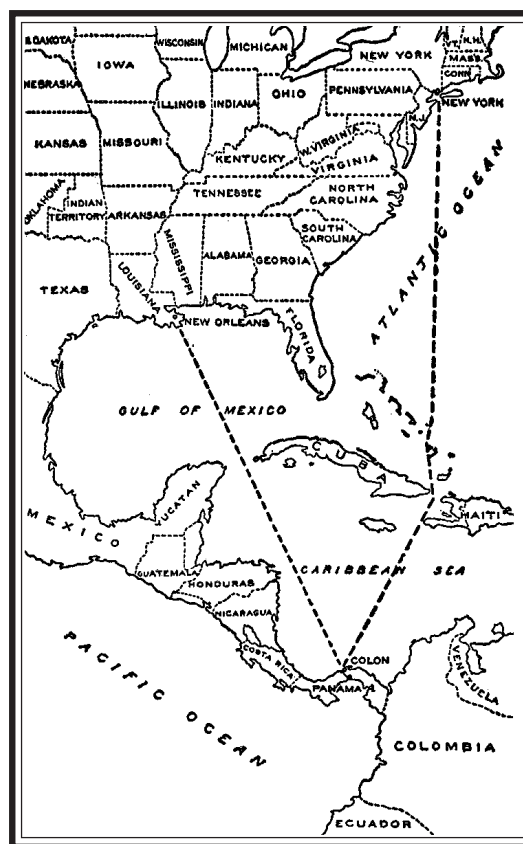 S. DAKOTA
WISCONSIN
MICHIGAN
NEW YORK
VT.
N.H.
MASS.
CONN.
IOWA
NEBRASKA
ILLINOIS
INDIANA
OHIO
PENNSYLVANIA
NEW YORK
N.J.
KANSAS
MISSOURI
W. VIRGINIA
KENTUCKY
VIRGINIA
OKLAHOMA
INDIAN
TERRITORY
ARKANSAS
TENNESSEE
NORTH
CAROLINA
SOUTH
CAROLINA
MISSISSIPPI
ALABAMA
GEORGIA
ATLANTIC OCEAN
TEXAS
LOUISIANA
NEW ORLEANS
FLORIDA
GULF OF MEXICO
CUBA
YUCATAN
HAITI
MEXICO
GUATEMALA
HONDURAS
CARIBBEAN SEA
NICARAGUA
COSTA RICA
COLON
PANAMA
VENEZUELA
PACIFIC OCEAN
COLOMBIA
ECUADOR